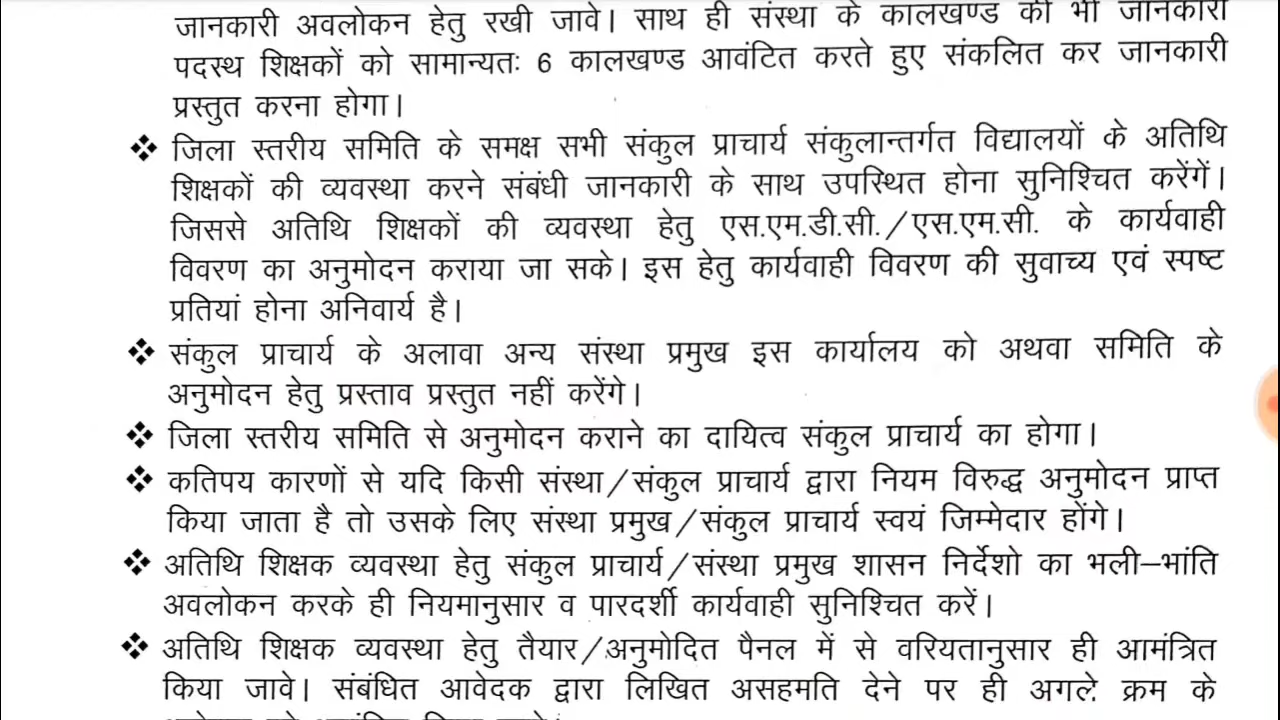 जानकारी अवलोकन हेतु रखी जावे। साथ ही संस्था के कालखण्ड की भी जानकारी
पदस्थ शिक्षकों को सामान्यतः 6 कालखण्ड आवंटित करते हुए संकलित कर जानकारी
प्रस्तुत करना होगा।
❖ जिला स्तरीय समिति के समक्ष सभी संकुल प्राचार्य संकुलान्तर्गत विद्यालयों के अतिथि
शिक्षकों की व्यवस्था करने संबंधी जानकारी के साथ उपस्थित होना सुनिश्चित करेंगें।
जिससे अतिथि शिक्षकों की व्यवस्था हेतु एस.एम.डी.सी./एस.एम.सी. के कार्यवाही
विवरण का अनुमोदन कराया जा सके। इस हेतु कार्यवाही विवरण की सुवाच्य एवं स्पष्ट
प्रतियां होना अनिवार्य है।
❖ संकुल प्राचार्य के अलावा अन्य संस्था प्रमुख इस कार्यालय को अथवा समिति के
अनुमोदन हेतु प्रस्ताव प्रस्तुत नहीं करेंगे।
❖ जिला स्तरीय समिति से अनुमोदन कराने का दायित्व संकुल प्राचार्य का होगा।
❖ कतिपय कारणों से यदि किसी संस्था/संकुल प्राचार्य द्वारा नियम विरुद्ध अनुमोदन प्राप्त
किया जाता है तो उसके लिए संस्था प्रमुख/संकुल प्राचार्य स्वयं जिम्मेदार होंगे।
❖ अतिथि शिक्षक व्यवस्था हेतु संकुल प्राचार्य/संस्था प्रमुख शासन निर्देशो का भली–भांति
अवलोकन करके ही नियमानुसार व पारदर्शी कार्यवाही सुनिश्चित करें।
❖ अतिथि शिक्षक व्यवस्था हेतु तैयार/अनुमोदित पैनल में से वरियतानुसार ही आमंत्रित
किया जावे। संबंधित आवेदक द्वारा लिखित असहमति देने पर ही अगले क्रम के